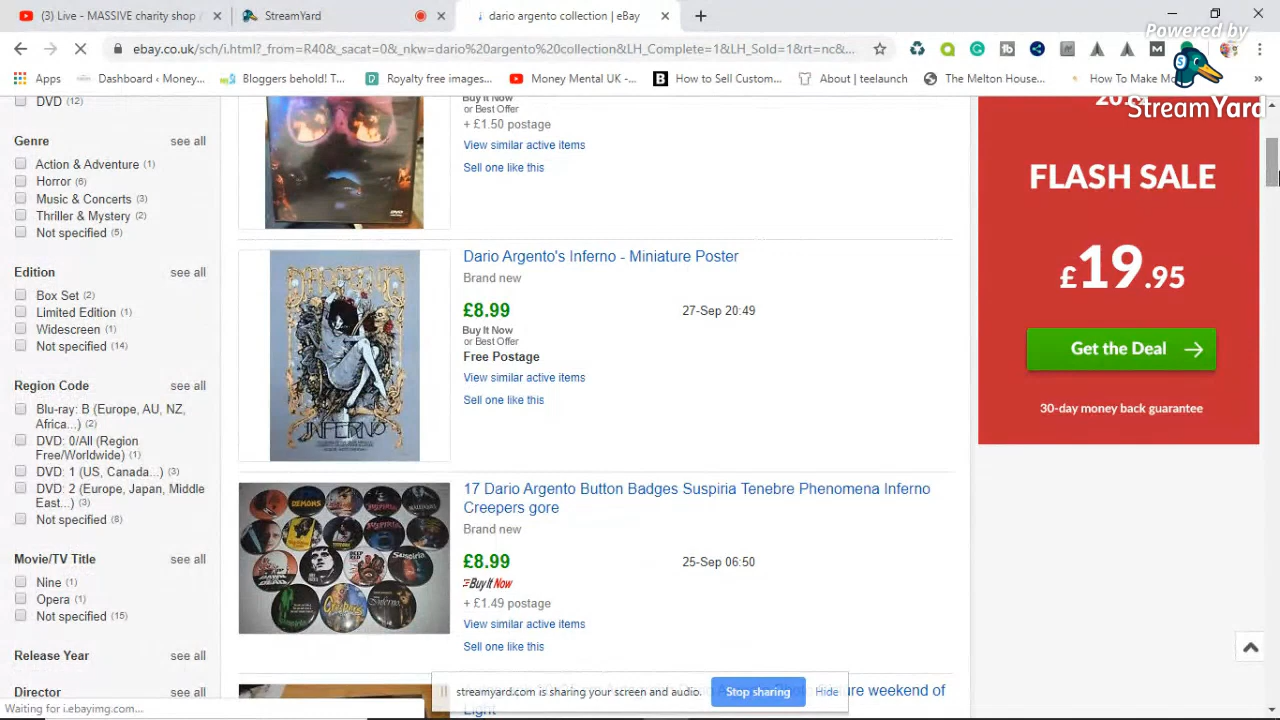 (3) Live - MASSIVE charity shop
StreamYard
dario argento collection | eBay
Powered by
ebay.co.uk/sch/i.html?_from=R40&_sacat=0&_nkw=dario%20argento%20collection&LH_Complete=1&LH_Sold=1&rt=nc&...
Apps
Dashboard ‹ Money...
Bloggers behold! T...
Royalty free images...
Money Mental UK -...
How to Sell Custom...
About | teelaunch
The Melton House...
How To Make Mo
StreamYard
DVD (12)
Genre see all
Action & Adventure (1)
Horror (6)
Music & Concerts (3)
Thriller & Mystery (2)
Not specified (5)
Edition see all
Box Set (2)
Limited Edition (1)
Widescreen (1)
Not specified (14)
Region Code see all
Blu-ray: B (Europe, AU, NZ,
Africa...) (2)
DVD: 0/All (Region
Free/Worldwide) (1)
DVD: 1 (US, Canada...) (3)
DVD: 2 (Europe, Japan, Middle
East...) (3)
Not specified (8)
Movie/TV Title see all
Nine (1)
Opera (1)
Not specified (15)
Release Year see all
Director see all
Waiting for i.ebayimg.com...
Buy It Now
or Best Offer
+ £1.50 postage
View similar active items
Sell one like this
Dario Argento's Inferno - Miniature Poster
Brand new
£8.99 27-Sep 20:49
Buy It Now
or Best Offer
Free Postage
View similar active items
Sell one like this
INFERNO
17 Dario Argento Button Badges Suspiria Tenebre Phenomena Inferno
Creepers gore
Brand new
£8.99 25-Sep 06:50
Buy It Now
+ £1.49 postage
View similar active items
Sell one like this
DEMONS
Suspiria
streamyard.com is sharing your screen and audio.
Stop sharing
Hide
ure weekend of
Light
FLASH SALE
£19.95
Get the Deal
30-day money back guarantee